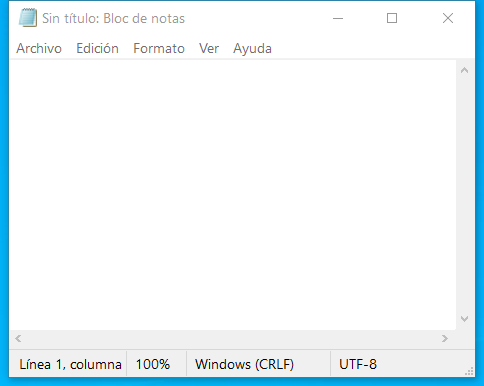 Sin título: Bloc de notas
Archivo Edición Formato Ver Ayuda
Línea 1, columna 100% Windows (CRLF) UTF-8